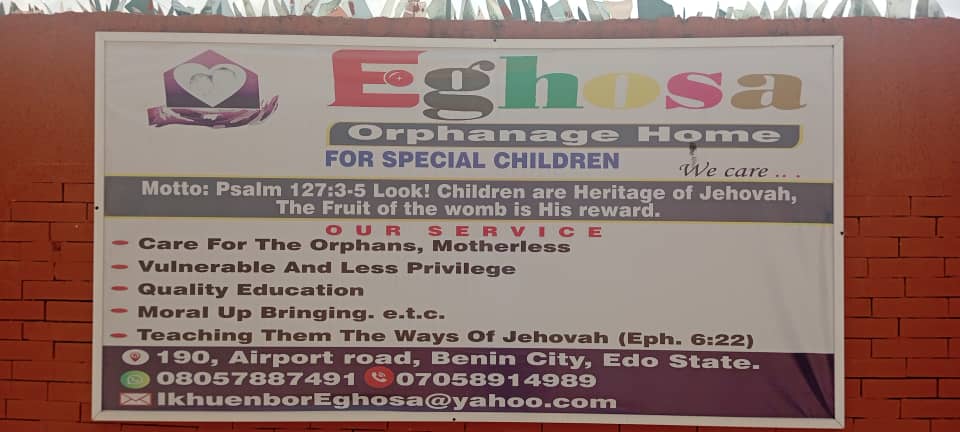 Eghosa
Orphanage Home
FOR SPECIAL CHILDREN
We care .. .
Motto: Psalm 127:3-5 Look! Children are Heritage of Jehovah,
The Fruit of the womb is His reward.
OUR SERVICE
- Care For The Orphans, Motherless
- Vulnerable And Less Privilege
- Quality Education
- Moral Up Bringing. e.t.c.
- Teaching Them The Ways Of Jehovah (Eph. 6:22)
190, Airport road, Benin City, Edo State.
08057887491 07058914989
IkhuenborEghosa@yahoo.com